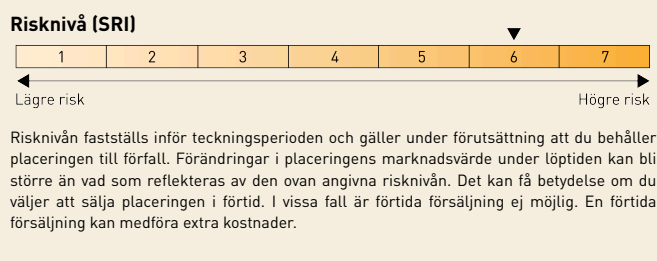 Risknivå (SRI)
1 2 3 4 5 6 7
Lägre risk Högre risk
Risknivån fastställs inför teckningsperioden och gäller under förutsättning att du behåller
placeringen till förfall. Förändringar i placeringens marknadsvärde under löptiden kan bli
större än vad som reflekteras av den ovan angivna risknivån. Det kan få betydelse om du
väljer att sälja placeringen i förtid. I vissa fall är förtida försäljning ej möjlig. En förtida
försäljning kan medföra extra kostnader.